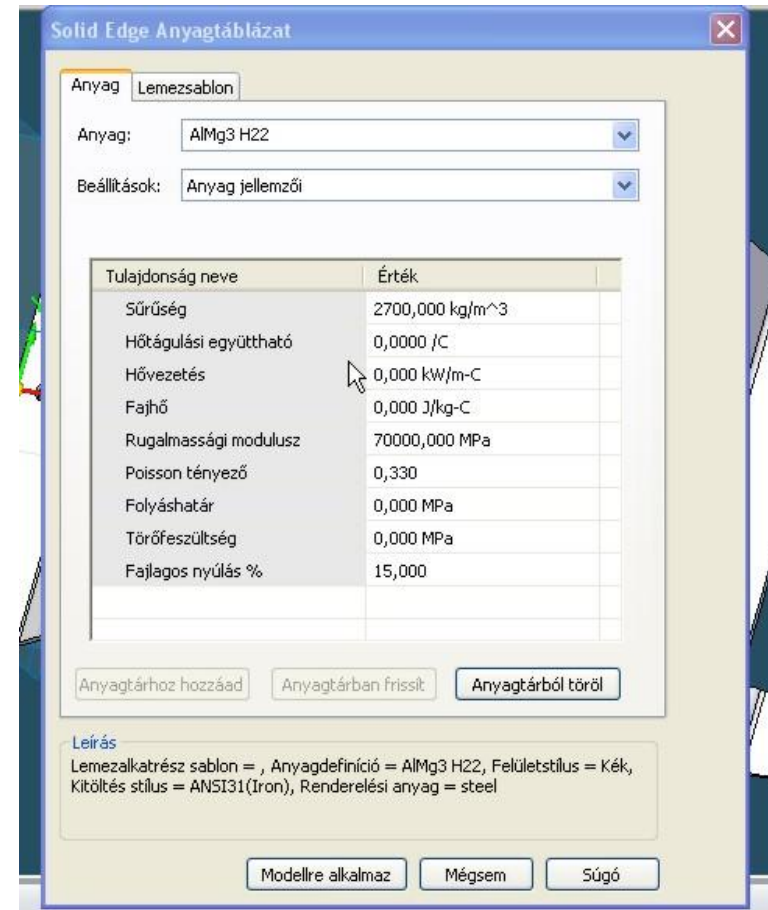 Solid Edge Anyagtáblázat
Anyag Lemezsablon
Anyag: AlMg3 H22
Beállítások: Anyag jellemzői
Tulajdonság neve Érték
Sűrűség 2700,000 kg/m^3
Hőtágulási együttható 0,0000 /C
Hővezetés 0,000 kW/m-C
Fajhő 0,000 J/kg-C
Rugalmassági modulusz 70000,000 MPa
Poisson tényező 0,330
Folyáshatár 0,000 MPa
Törőfeszültség 0,000 MPa
Fajlagos nyúlás % 15,000
Anyagtárhoz hozzáad Anyagtárban frissít Anyagtárból töröl
Leírás
Lemezalkatrész sablon = , Anyagdefiníció = AlMg3 H22, Felületstílus = Kék,
Kitöltés stílus = ANSI31(Iron), Renderelési anyag = steel
Modellre alkalmaz Mégsem Súgó